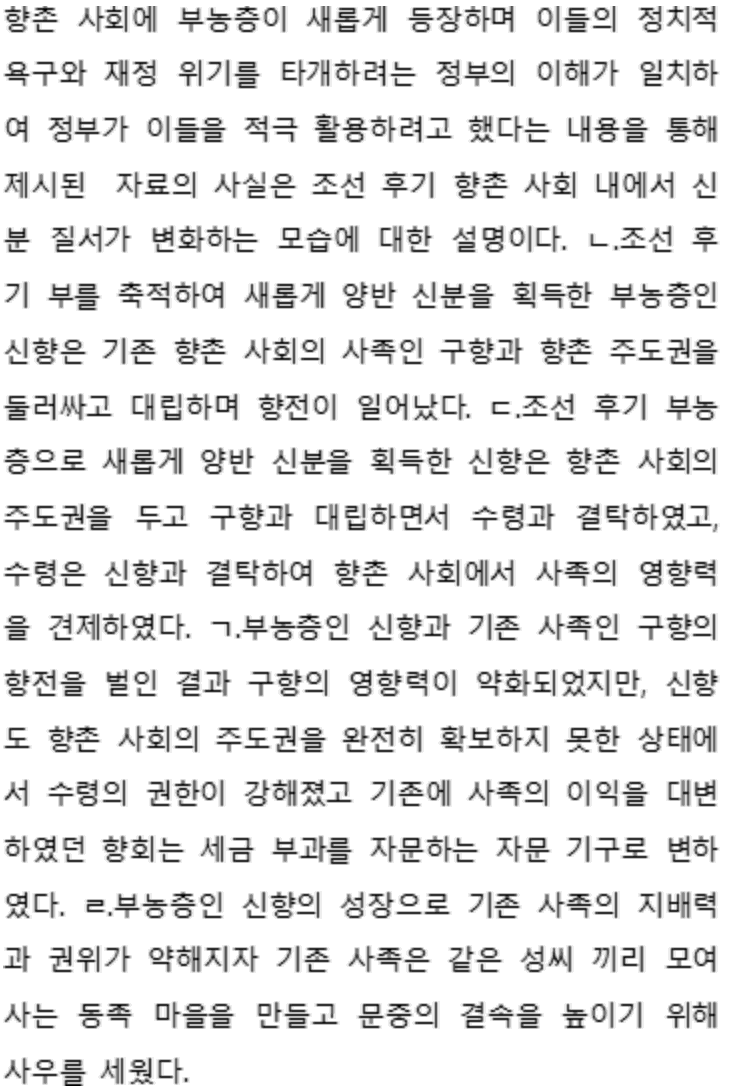 향촌 사회에 부농층이 새롭게 등장하며 이들의 정치적
욕구와 재정 위기를 타개하려는 정부의 이해가 일치하
여 정부가 이들을 적극 활용하려고 했다는 내용을 통해
제시된 자료의 사실은 조선 후기 향촌 사회 내에서 신
분 질서가 변화하는 모습에 대한 설명이다. ㄴ.조선 후
기 부를 축적하여 새롭게 양반 신분을 획득한 부농층인
신향은 기존 향촌 사회의 사족인 구향과 향촌 주도권을
둘러싸고 대립하며 향전이 일어났다. ㄷ.조선 후기 부농
층으로 새롭게 양반 신분을 획득한 신향은 향촌 사회의
주도권을 두고 구향과 대립하면서 수령과 결탁하였고,
수령은 신향과 결탁하여 향촌 사회에서 사족의 영향력
을 견제하였다. ㄱ.부농층인 신향과 기존 사족인 구향의
향전을 벌인 결과 구향의 영향력이 약화되었지만, 신향
도 향촌 사회의 주도권을 완전히 확보하지 못한 상태에
서 수령의 권한이 강해졌고 기존에 사족의 이익을 대변
하였던 향회는 세금 부과를 자문하는 자문 기구로 변하
였다. ㄹ.부농층인 신향의 성장으로 기존 사족의 지배력
과 권위가 약해지자 기존 사족은 같은 성씨 끼리 모여
사는 동족 마을을 만들고 문중의 결속을 높이기 위해
사우를 세웠다.